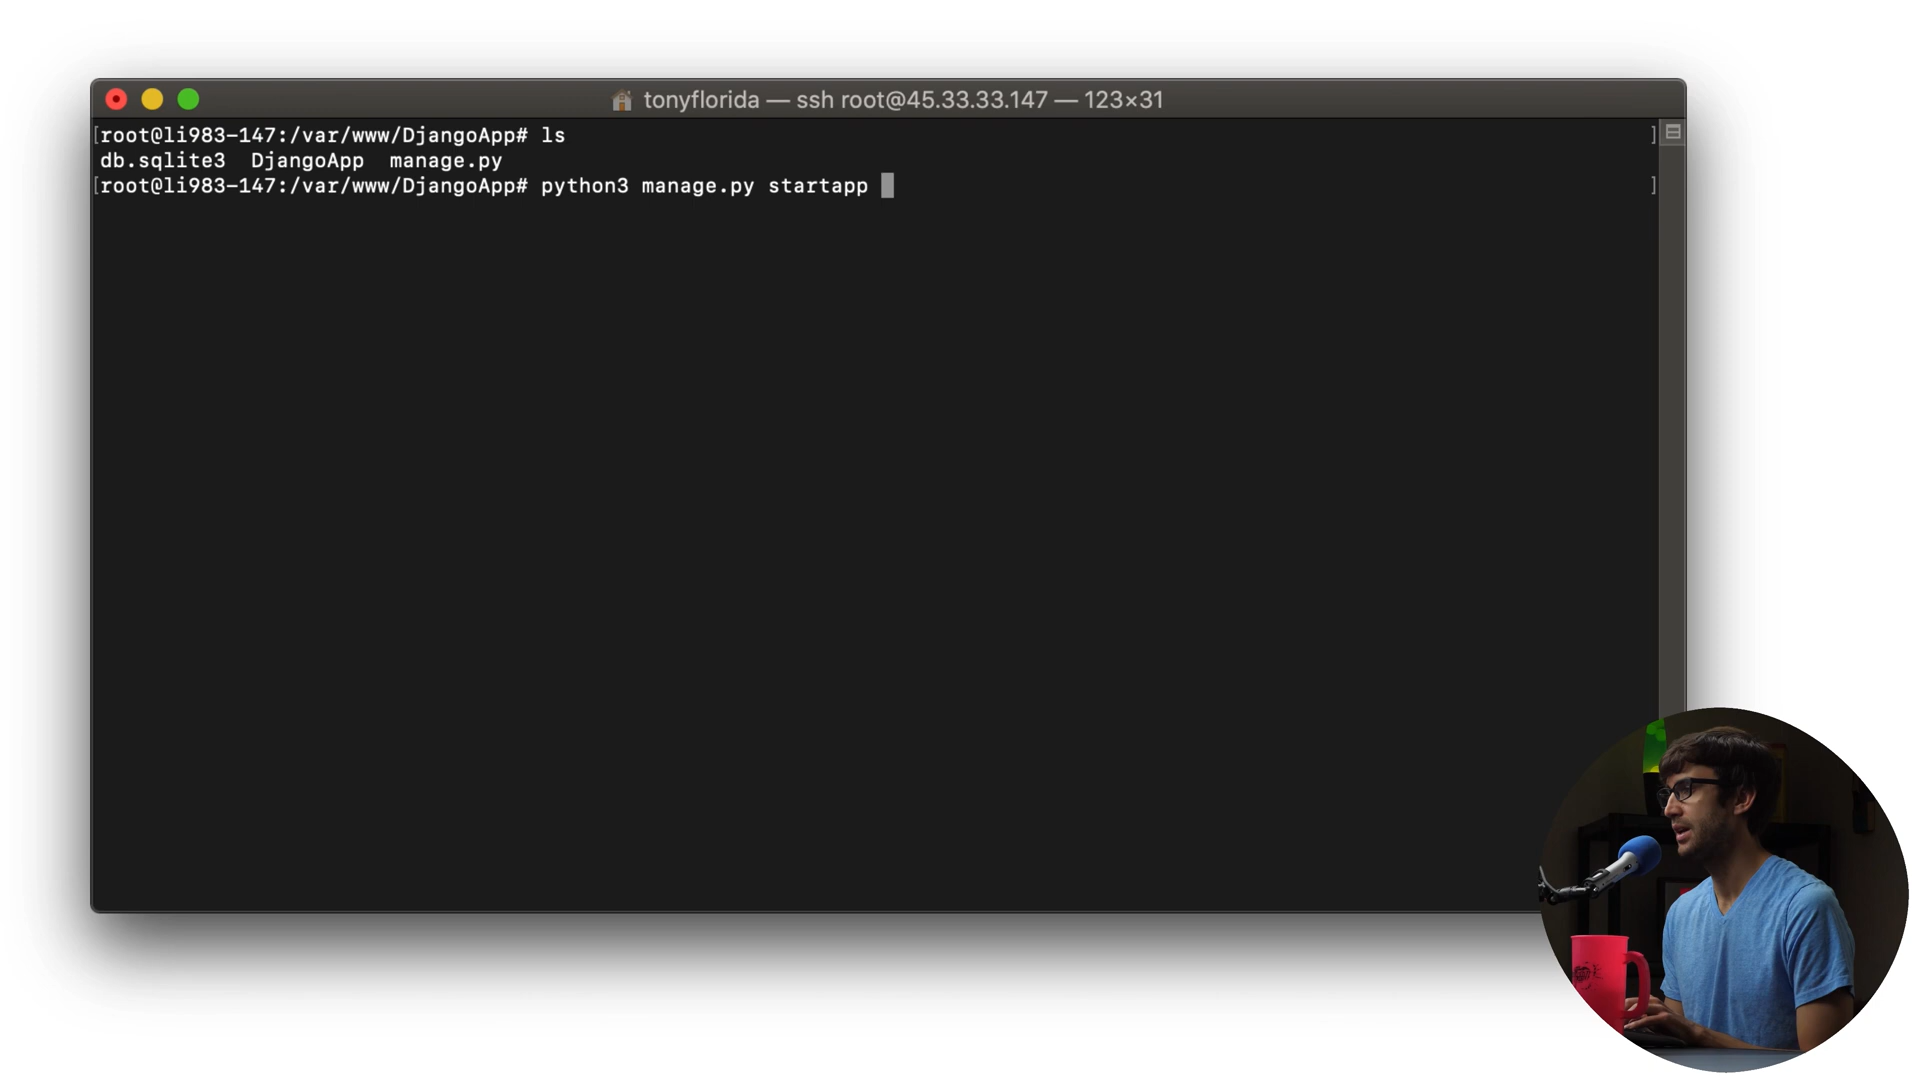 tonyflorida — ssh root@45.33.33.147 — 123×31
[root@li983-147:/var/www/DjangoApp# ls ]
db.sqlite3  DjangoApp  manage.py
[root@li983-147:/var/www/DjangoApp# python3 manage.py startapp ]